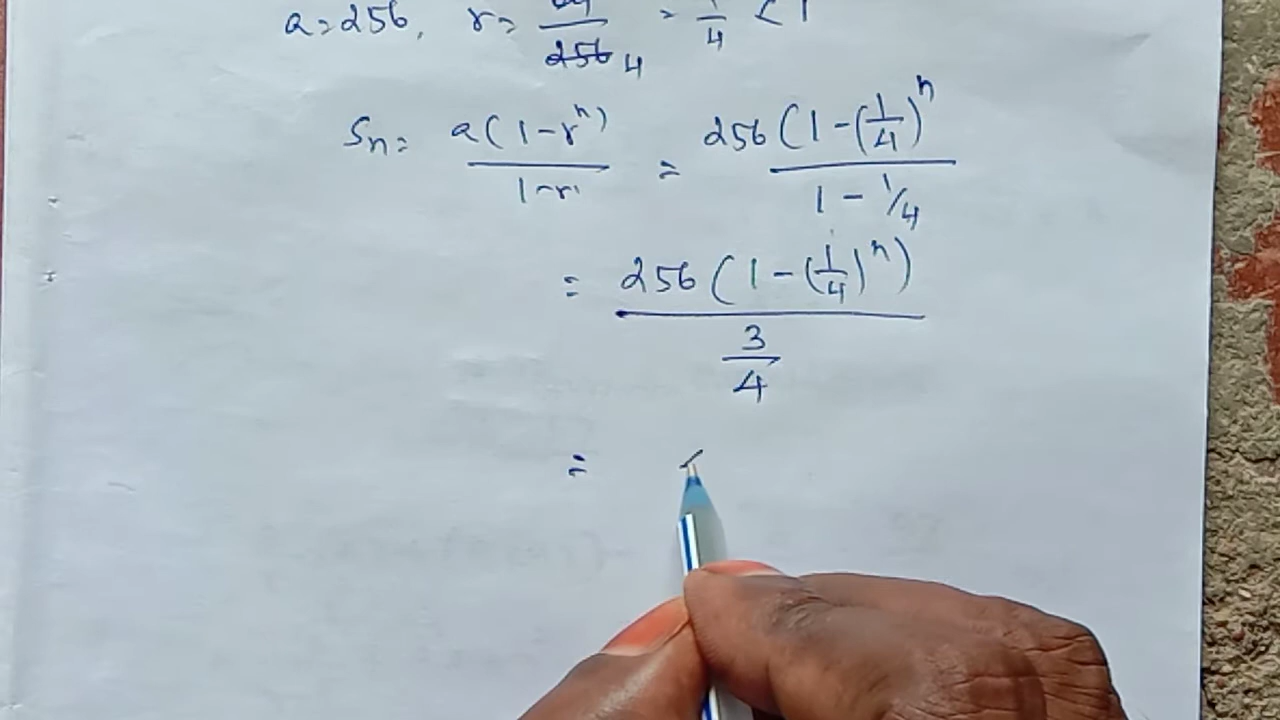 a=256, r= /256 4 = 1/4 < 1
Sn= a(1-r^n)/1-r = 256(1-(1/4)^n/1-1/4
= 256(1-(1/4)^n)/3/4
=